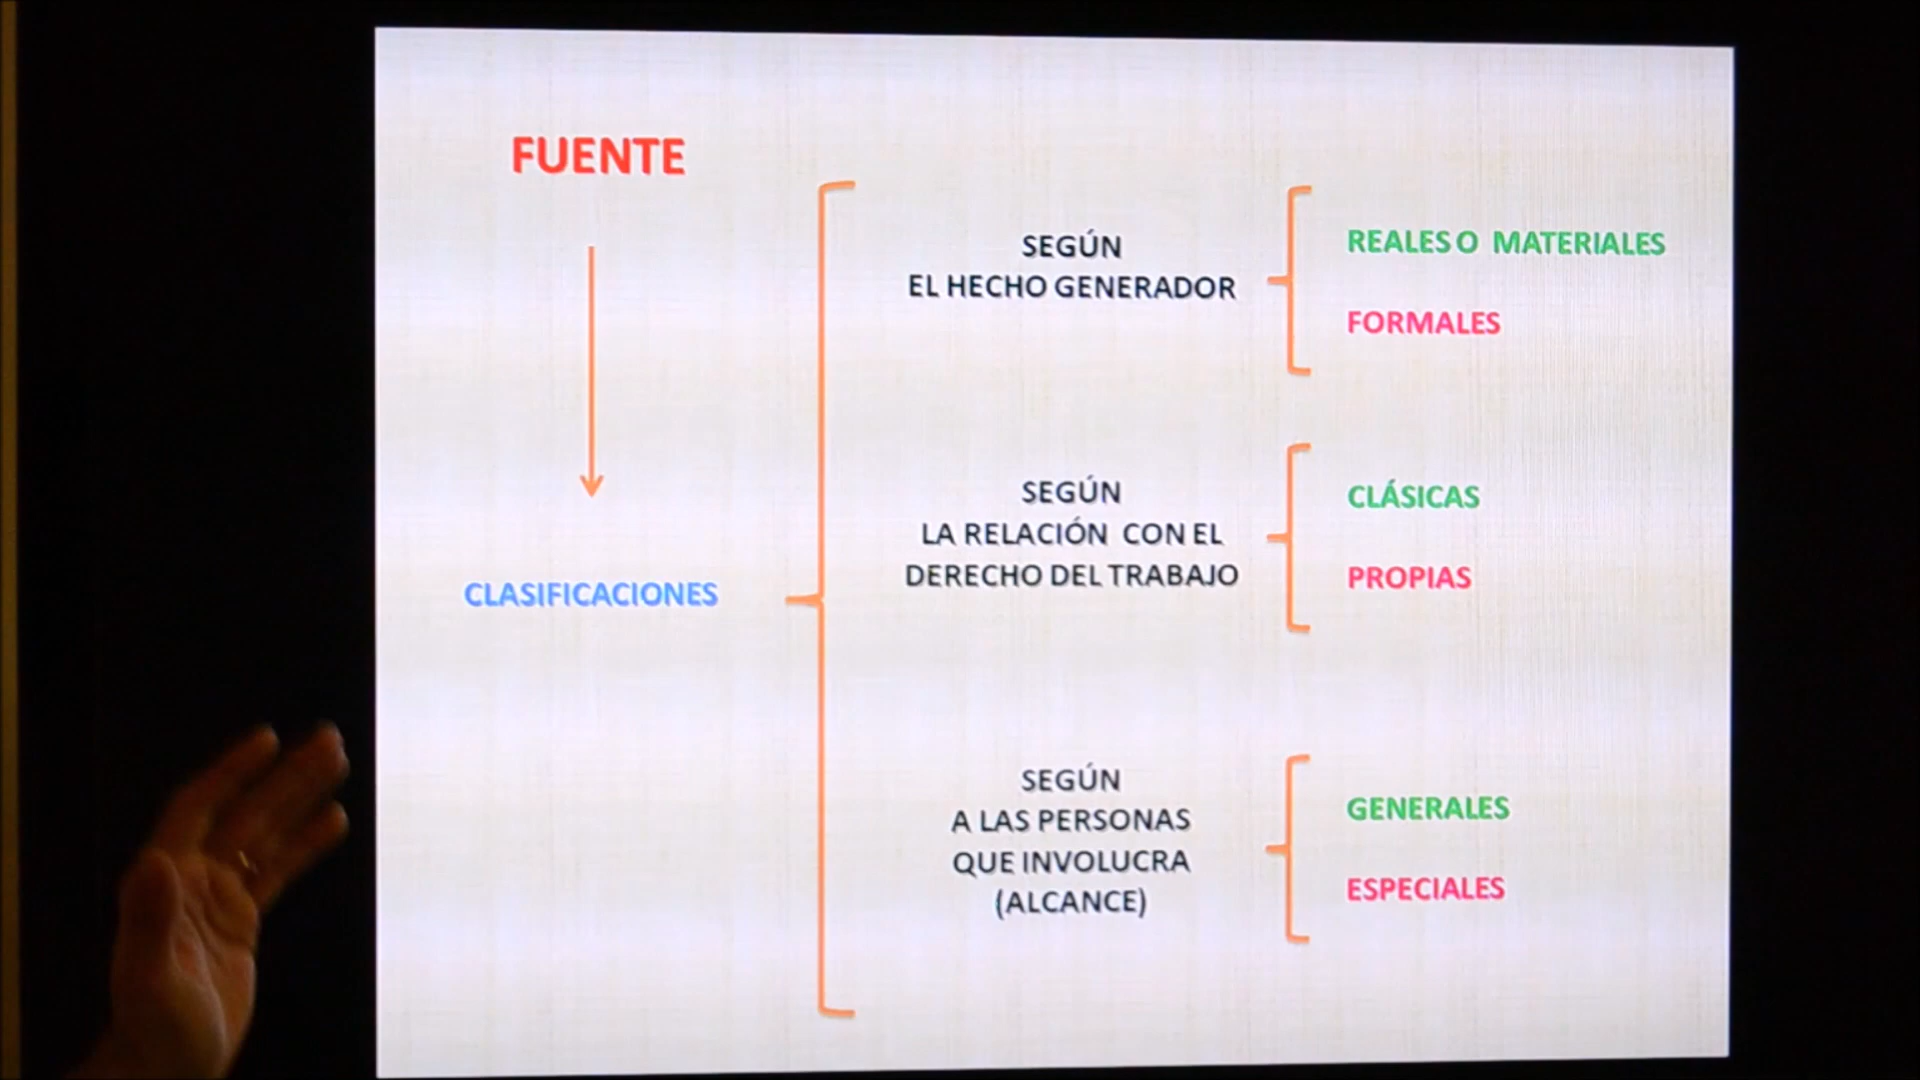 FUENTE
CLASIFICACIONES
SEGÚN
EL HECHO GENERADOR
REALES O MATERIALES
FORMALES
SEGÚN
LA RELACIÓN CON EL
DERECHO DEL TRABAJO
CLÁSICAS
PROPIAS
SEGÚN
A LAS PERSONAS
QUE INVOLUCRA
(ALCANCE)
GENERALES
ESPECIALES